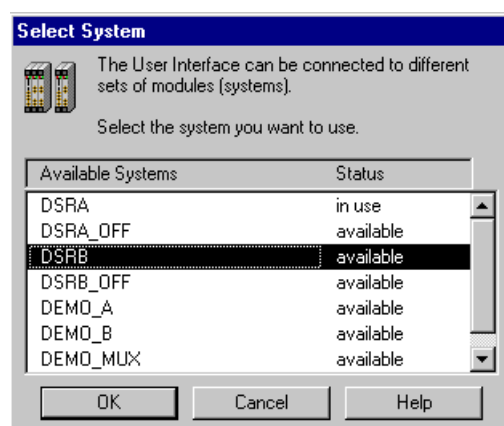 Select System
The User Interface can be connected to different
sets of modules (systems).
Select the system you want to use.
Available Systems Status
DSRA in use
DSRA_OFF available
DSRB available
DSRB_OFF available
DEMO_A available
DEMO_B available
DEMO_MUX available
OK Cancel Help